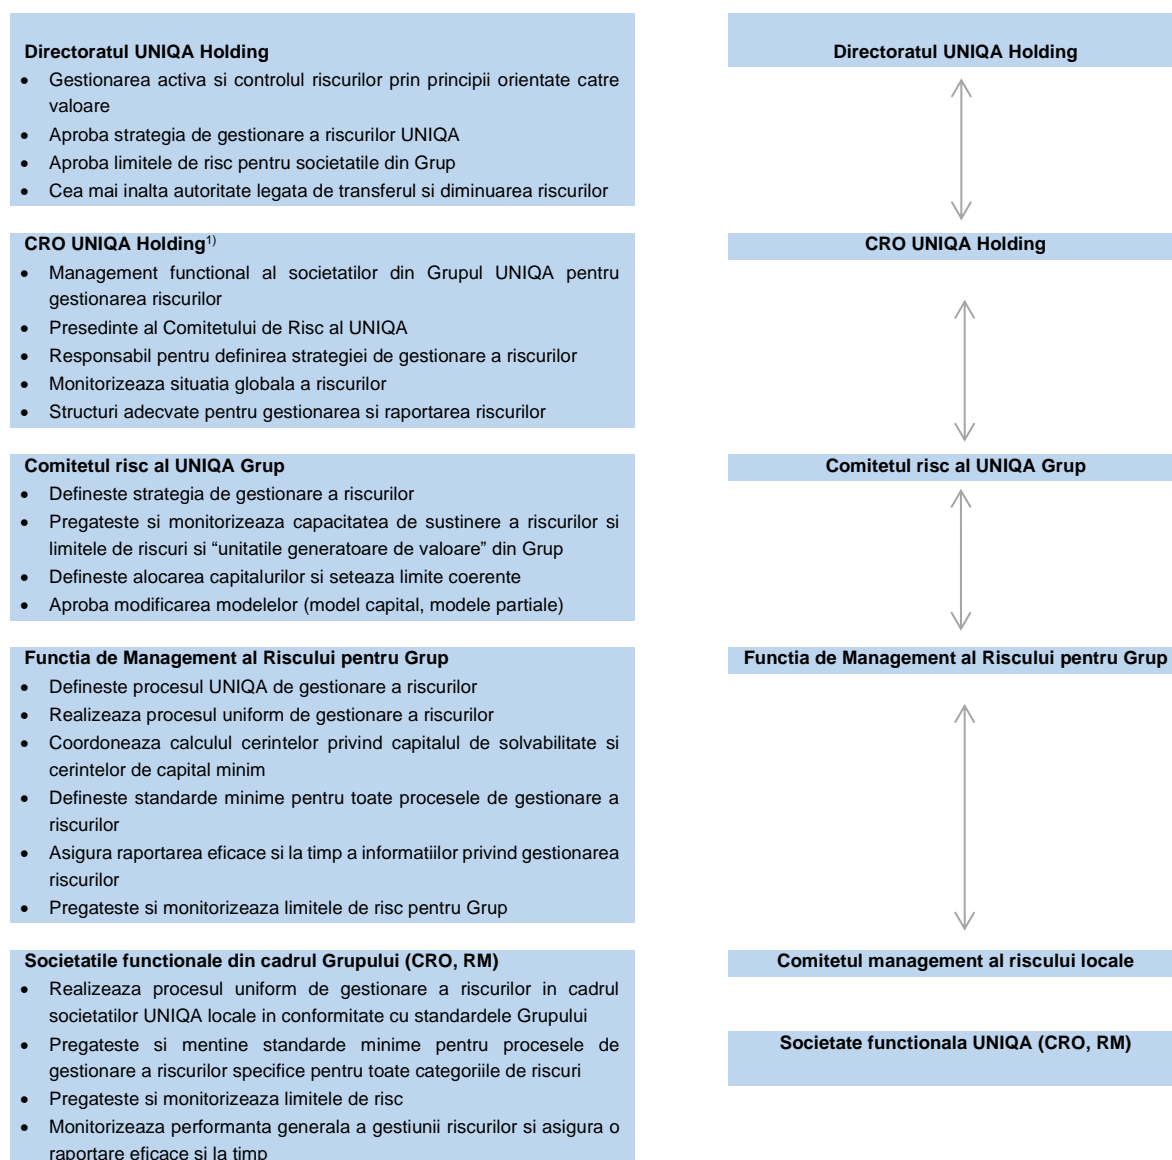 Directoratul UNIQA Holding
• Gestionarea activa si controlul riscurilor prin principii orientate catre
valoare
• Aproba strategia de gestionare a riscurilor UNIQA
• Aproba limitele de risc pentru societatile din Grup
• Cea mai inalta autoritate legata de transferul si diminuarea riscurilor
CRO UNIQA Holding1)
• Management functional al societatilor din Grupul UNIQA pentru
gestionarea riscurilor
• Presedinte al Comitetului de Risc al UNIQA
• Responsabil pentru definirea strategiei de gestionare a riscurilor
• Monitorizeaza situatia globala a riscurilor
• Structuri adecvate pentru gestionarea si raportarea riscurilor
Comitetul risc al UNIQA Grup
• Defineste strategia de gestionare a riscurilor
• Pregateste si monitorizeaza capacitatea de sustinere a riscurilor si
limitele de riscuri si “unitatile generatoare de valoare” din Grup
• Defineste alocarea capitalurilor si seteaza limite coerente
• Aproba modificarea modelelor (model capital, modele partiale)
Functia de Management al Riscului pentru Grup
• Defineste procesul UNIQA de gestionare a riscurilor
• Realizeaza procesul uniform de gestionare a riscurilor
• Coordoneaza calculul cerintelor privind capitalul de solvabilitate si
cerintelor de capital minim
• Defineste standarde minime pentru toate procesele de gestionare a
riscurilor
• Asigura raportarea eficace si la timp a informatiilor privind gestionarea
riscurilor
• Pregateste si monitorizeaza limitele de risc pentru Grup
Societatile functionale din cadrul Grupului (CRO, RM)
• Realizeaza procesul uniform de gestionare a riscurilor in cadrul
societatilor UNIQA locale in conformitate cu standardele Grupului
• Pregateste si mentine standarde minime pentru procesele de
gestionare a riscurilor specifice pentru toate categoriile de riscuri
• Pregateste si monitorizeaza limitele de risc
• Monitorizeaza performanta generala a gestiunii riscurilor si asigura o
raportare eficace si la timp
Directoratul UNIQA Holding
CRO UNIQA Holding
Comitetul risc al UNIQA Grup
Functia de Management al Riscului pentru Grup
Comitetul management al riscului locale
Societate functionala UNIQA (CRO, RM)